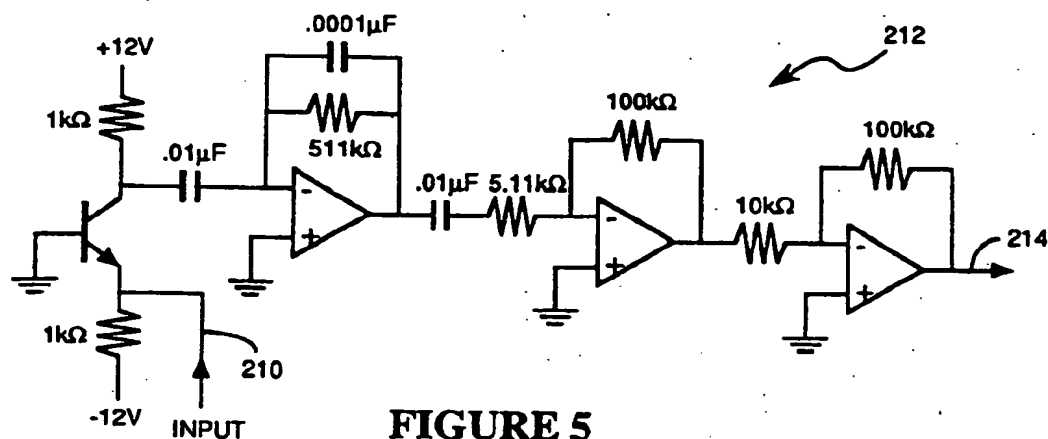 .0001µF
212
+12V
1kΩ
511kΩ
100kΩ
100kΩ
.01µF
.01µF
5.11kΩ
10kΩ
-
+
-
+
-
+
214
1kΩ
210
-12V
INPUT
FIGURE 5